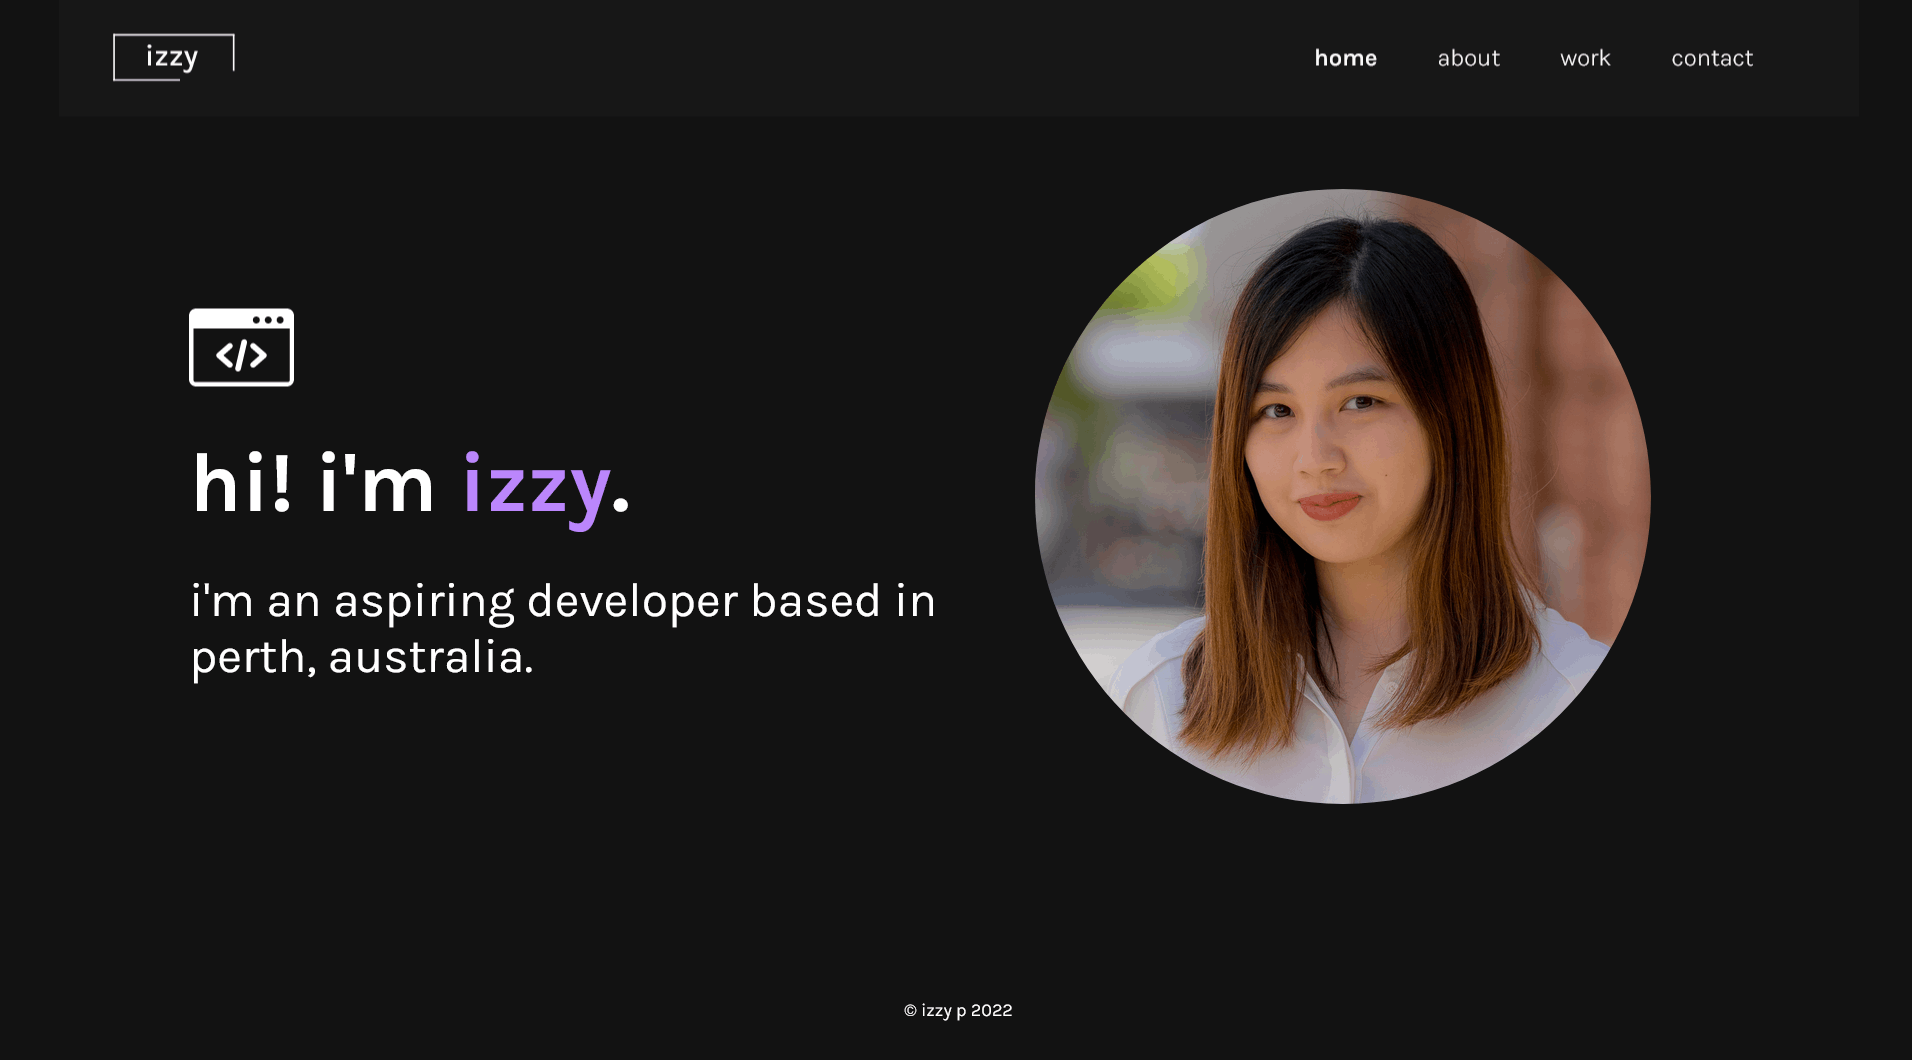 izzy
home about work contact
</>
hi! i'm izzy.
i'm an aspiring developer based in
perth, australia.
© izzy p 2022